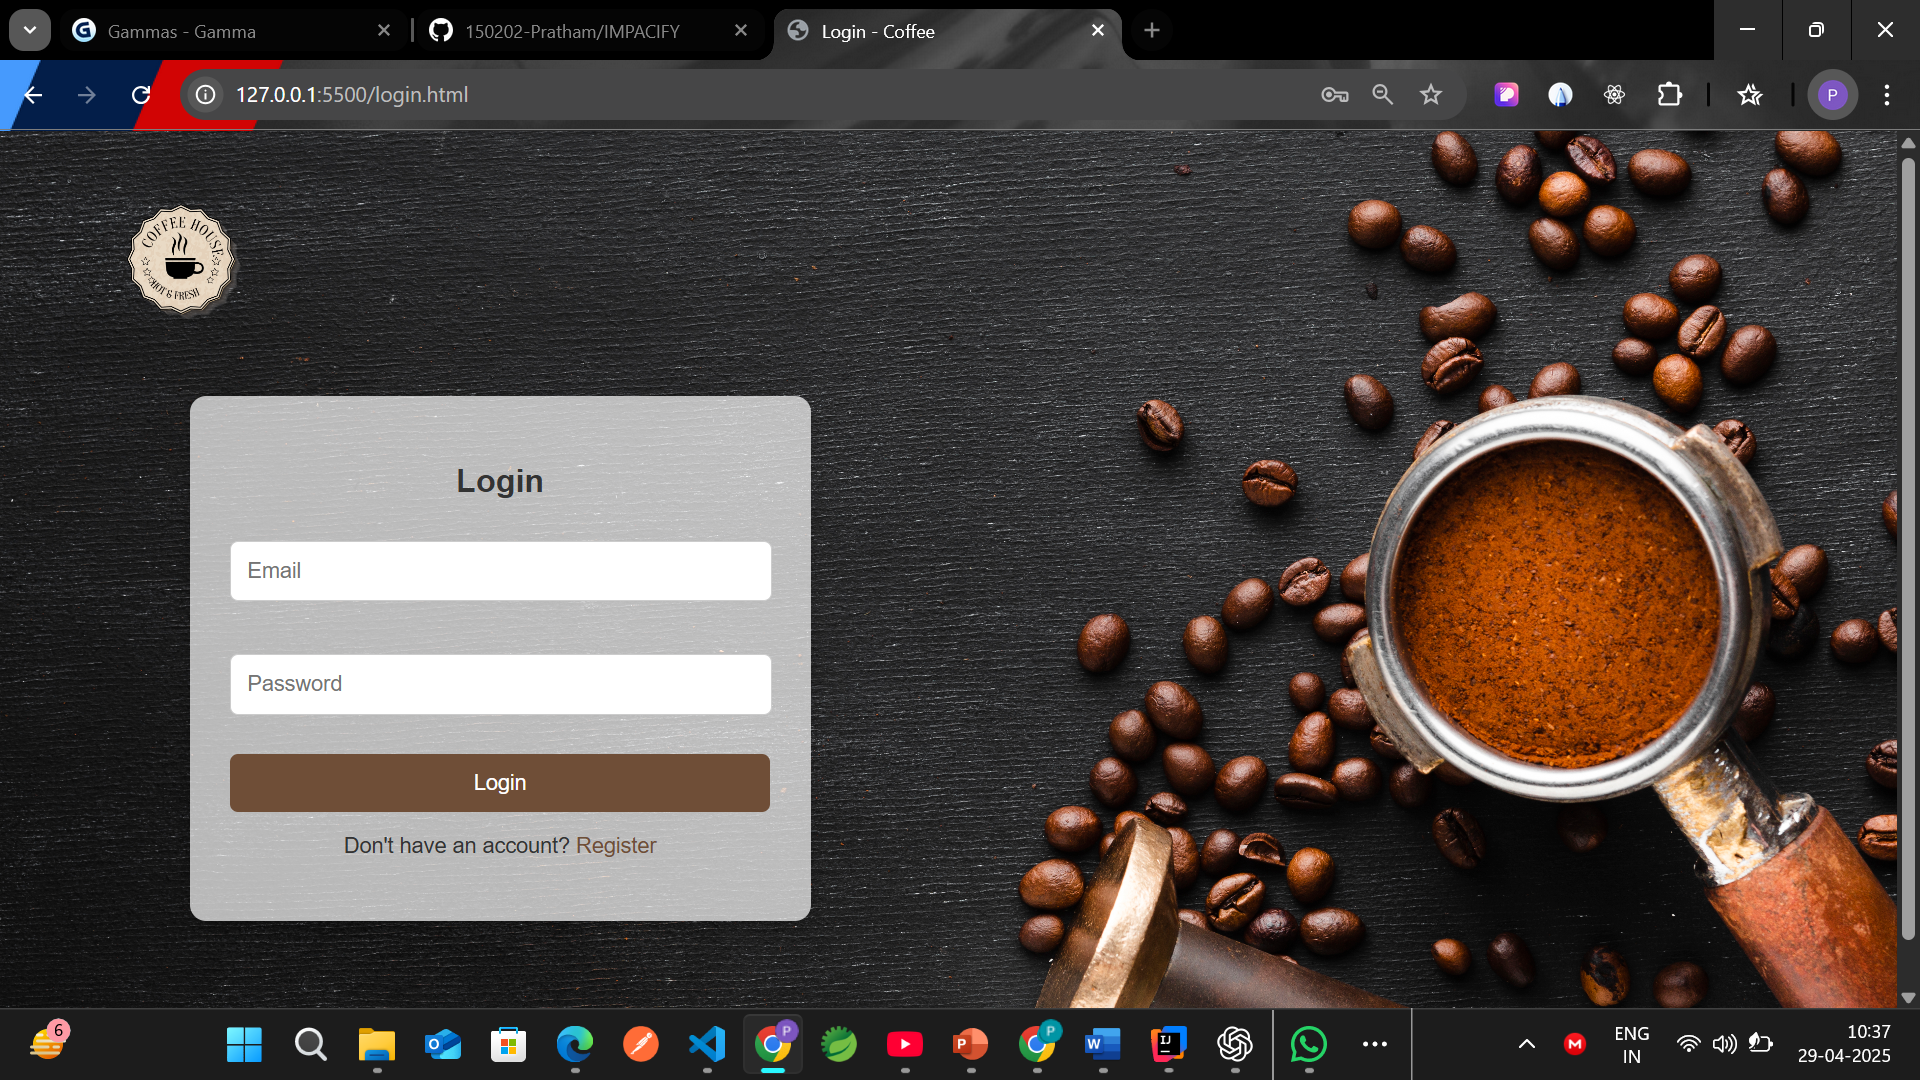 Gammas - Gamma
150202-Pratham/IMPACIFY
Login - Coffee
127.0.0.1:5500/login.html
P
COFFEE HOUSE
HOT & FRESH
Login
Email
Password
Login
Don't have an account? Register
6
P
P
ENG
IN
10:37
29-04-2025